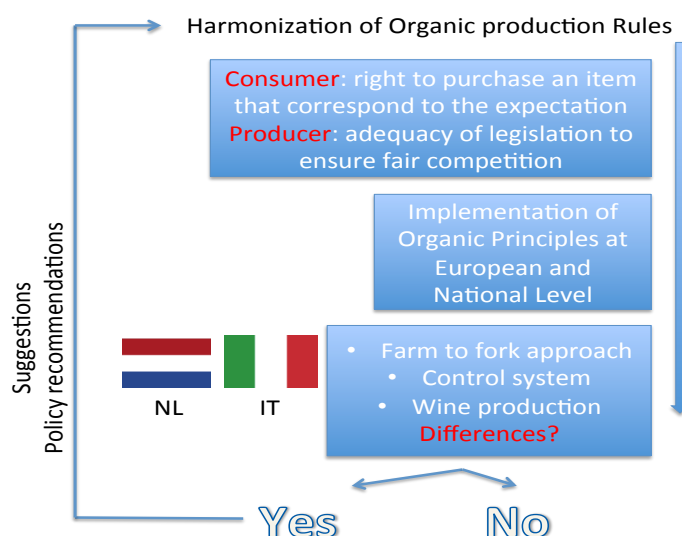 Harmonization of Organic production Rules
Consumer: right to purchase an item
that correspond to the expectation
Producer: adequacy of legislation to
ensure fair competition
Implementation of
Organic Principles at
European and
National Level
• Farm to fork approach
• Control system
• Wine production
Differences?
NL
IT
Suggestions
Policy recommendations
Yes
No